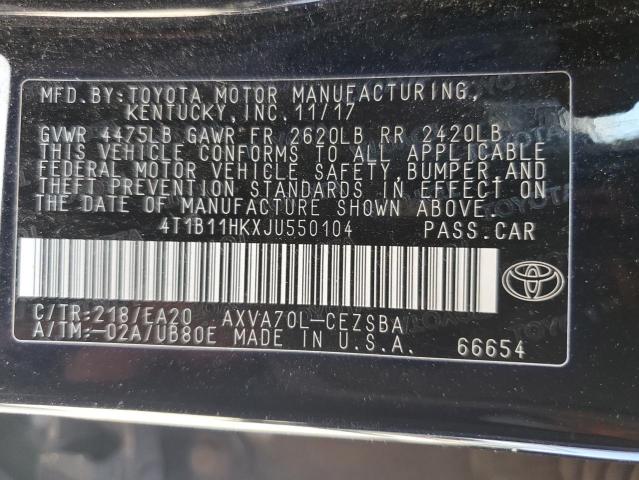 MFD.BY:TOYOTA MOTOR MANUFACTURING,
KENTUCKY,INC.11/17
GVWR 4475LB GAWR FR 2620LB RR 2420LB
THIS VEHICLE CONFORMS TO ALL APPLICABLE
FEDERAL MOTOR VEHICLE SAFETY,BUMPER,AND
THEFT PREVENTION STANDARDS IN EFFECT ON
THE DATE OF MANUFACTURE SHOWN ABOVE.
4T1B11HKXJU550104 PASS.CAR
TOYOTA
C/TR:218/EA20 AXVA70L-CEZSBA
A/TM:-02A/UB80E MADE IN U.S.A. 66654